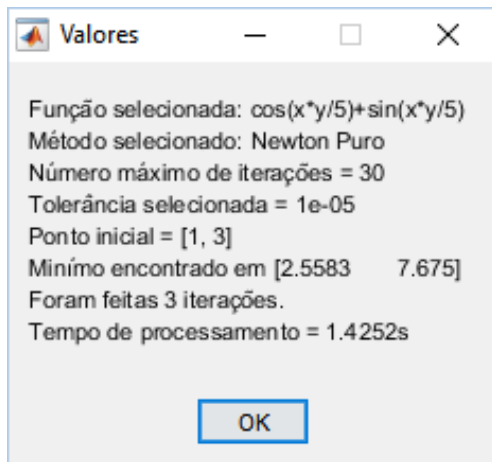 Valores
Função selecionada: cos(x*y/5)+sin(x*y/5)
Método selecionado: Newton Puro
Número máximo de iterações = 30
Tolerância selecionada = 1e-05
Ponto inicial = [1, 3]
Minímo encontrado em [2.5583 7.675]
Foram feitas 3 iterações.
Tempo de processamento = 1.4252s
OK